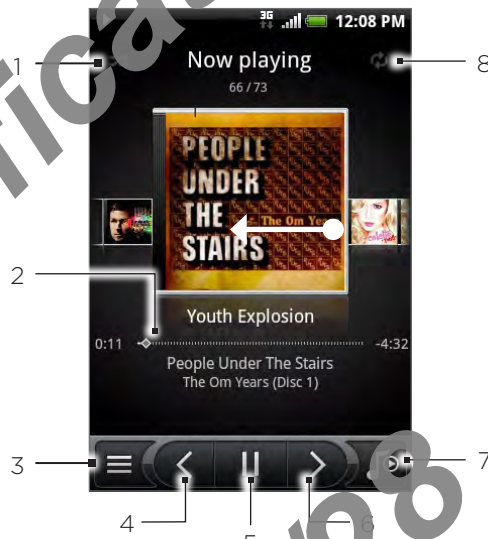 3G 12:08 PM
1
Now playing
8
66 / 73
PEOPLE
UNDER
THE
STAIRS
The Om Years
2
Youth Explosion
0:11
-4:32
People Under The Stairs
The Om Years (Disc 1)
3
7
4
5
6